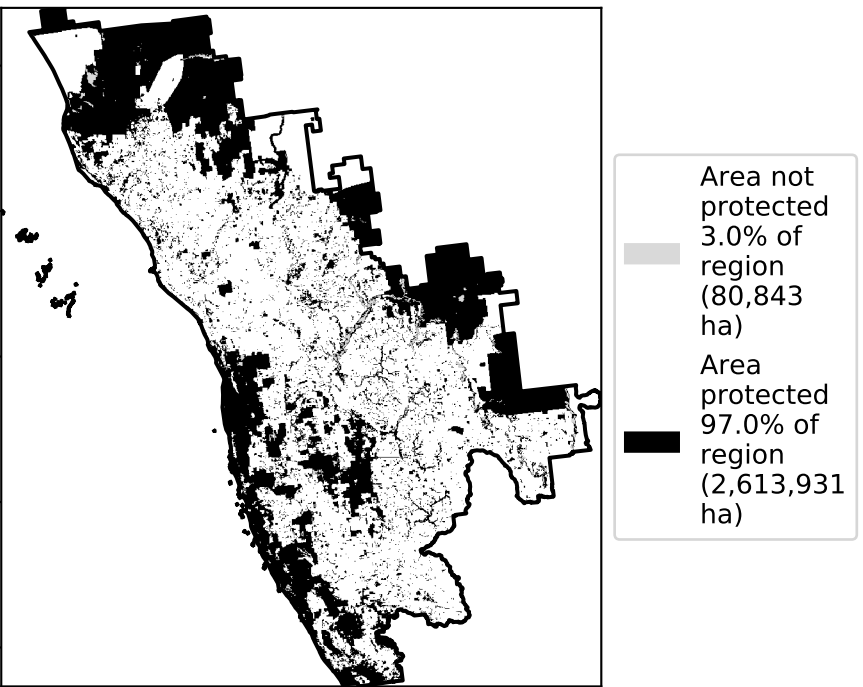 Area not
protected
3.0% of
region
(80,843
ha)
Area
protected
97.0% of
region
(2,613,931
ha)